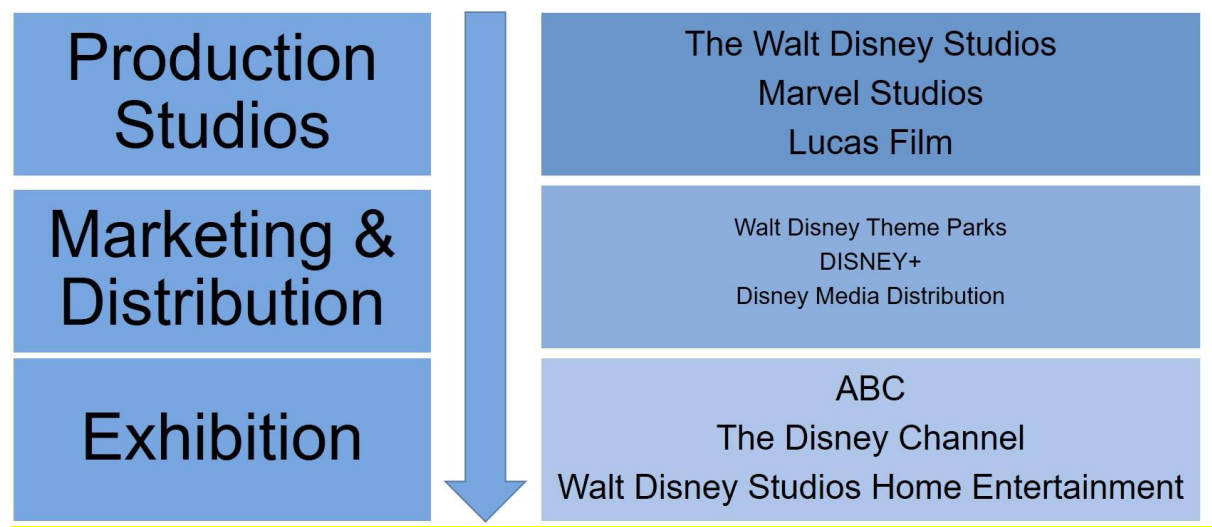 Production
Studios
The Walt Disney Studios
Marvel Studios
Lucas Film
Marketing &
Distribution
Walt Disney Theme Parks
DISNEY+
Disney Media Distribution
Exhibition
ABC
The Disney Channel
Walt Disney Studios Home Entertainment